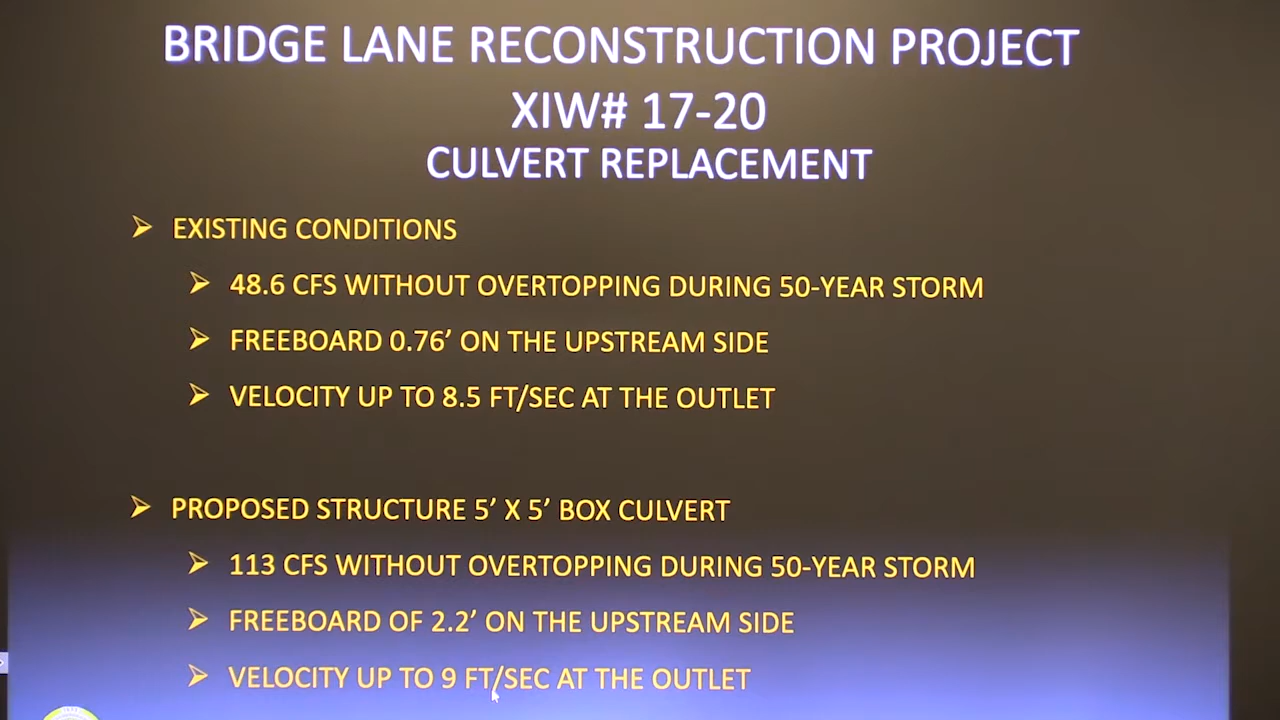 BRIDGE LANE RECONSTRUCTION PROJECT
XIW# 17-20
CULVERT REPLACEMENT
EXISTING CONDITIONS
48.6 CFS WITHOUT OVERTOPPING DURING 50-YEAR STORM
FREEBOARD 0.76’ ON THE UPSTREAM SIDE
VELOCITY UP TO 8.5 FT/SEC AT THE OUTLET
PROPOSED STRUCTURE 5’ X 5’ BOX CULVERT
113 CFS WITHOUT OVERTOPPING DURING 50-YEAR STORM
FREEBOARD OF 2.2’ ON THE UPSTREAM SIDE
VELOCITY UP TO 9 FT/SEC AT THE OUTLET